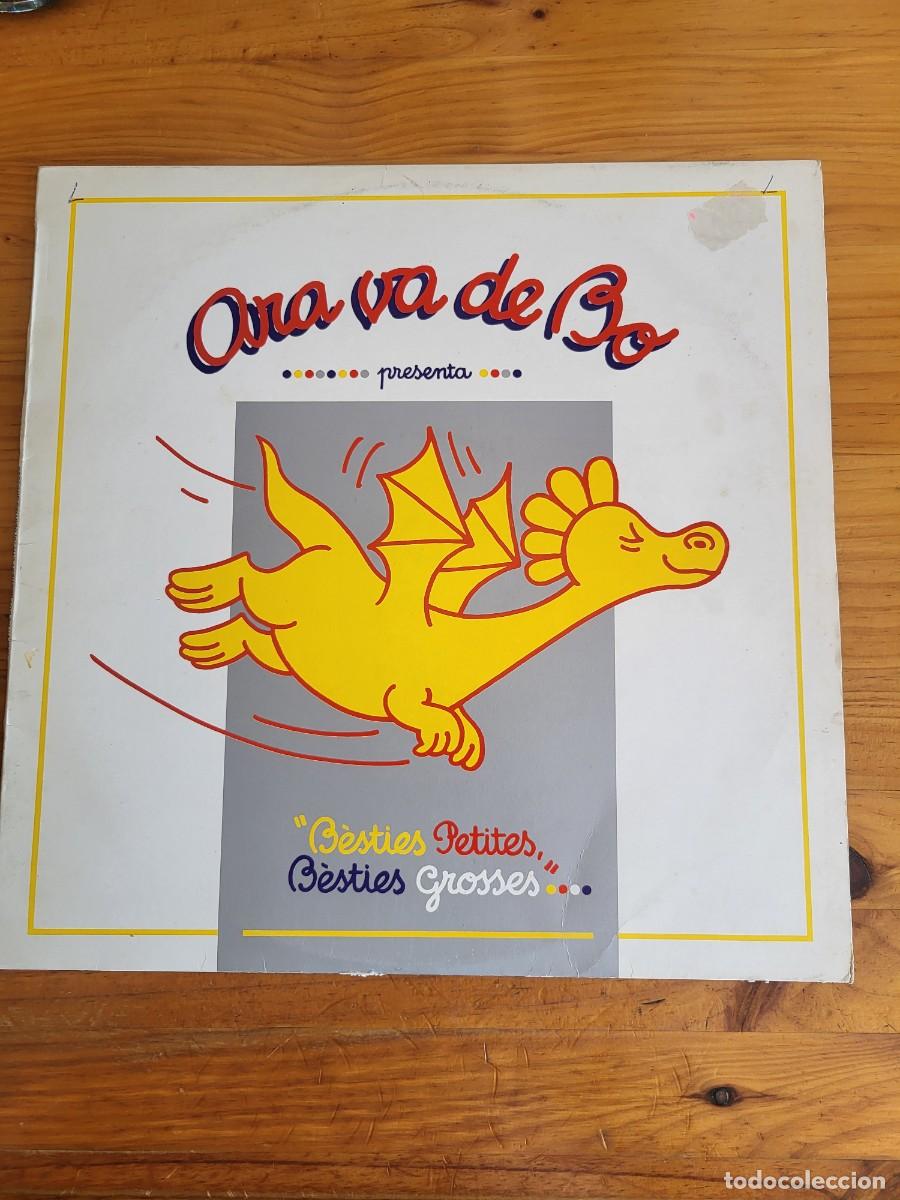 Ara va de Bo
presenta
"Bèsties Petites,
Bèsties Grosses"
todocoleccion